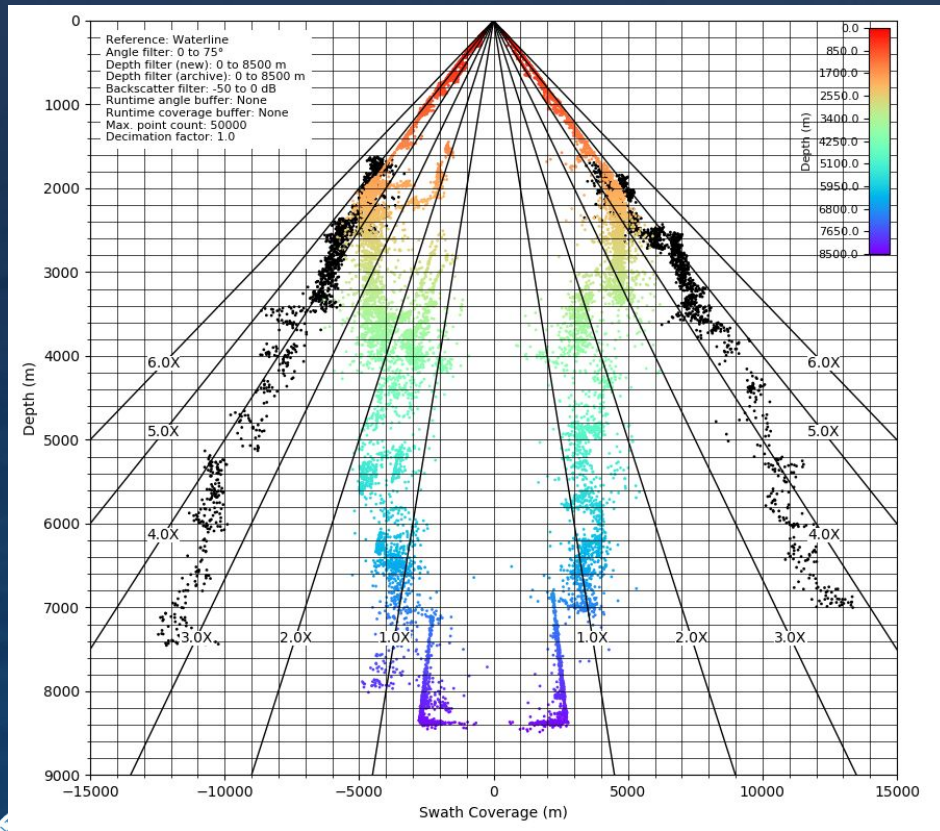 Reference: Waterline
Angle filter: 0 to 75°
Depth filter (new): 0 to 8500 m
Depth filter (archive): 0 to 8500 m
Backscatter filter: -50 to 0 dB
Runtime angle buffer: None
Runtime coverage buffer: None
Max. point count: 50000
Decimation factor: 1.0
Depth (m)
0.0
850.0
1700.0
2550.0
3400.0
4250.0
5100.0
5950.0
6800.0
7650.0
8500.0
Depth (m)
0
1000
2000
3000
4000
5000
6000
7000
8000
9000
6.0X 6.0X
5.0X 5.0X
4.0X 4.0X
3.0X 2.0X 1.0X 1.0X 2.0X 3.0X
−15000 −10000 −5000 0 5000 10000 15000
Swath Coverage (m)